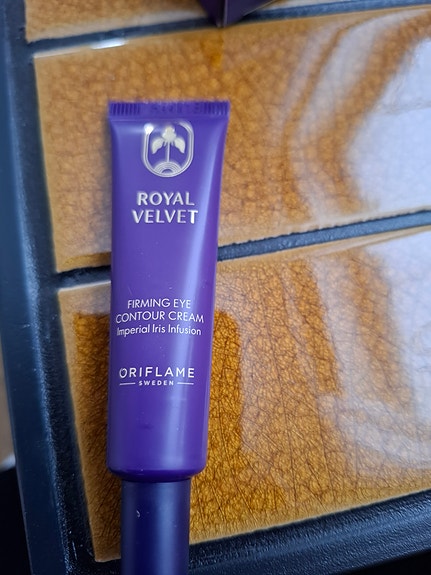 ROYAL
VELVET
FIRMING EYE
CONTOUR CREAM
Imperial Iris Infusion
ORIFLAME
SWEDEN